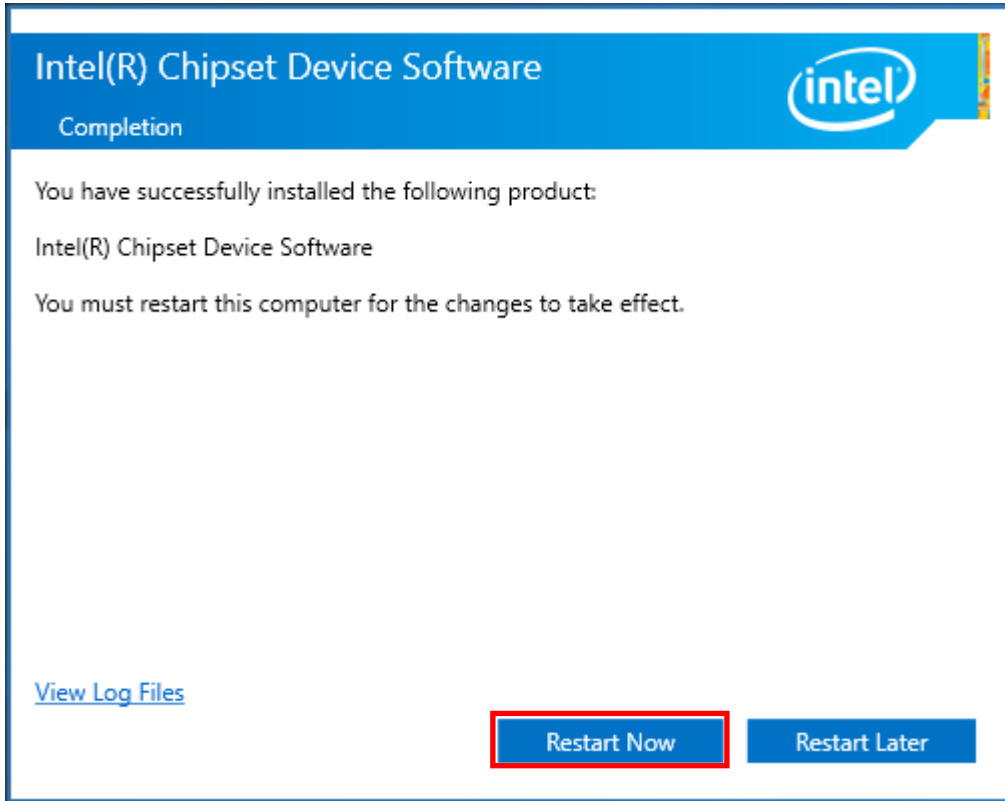 Intel(R) Chipset Device Software
intel
Completion
You have successfully installed the following product:
Intel(R) Chipset Device Software
You must restart this computer for the changes to take effect.
View Log Files
Restart Now
Restart Later